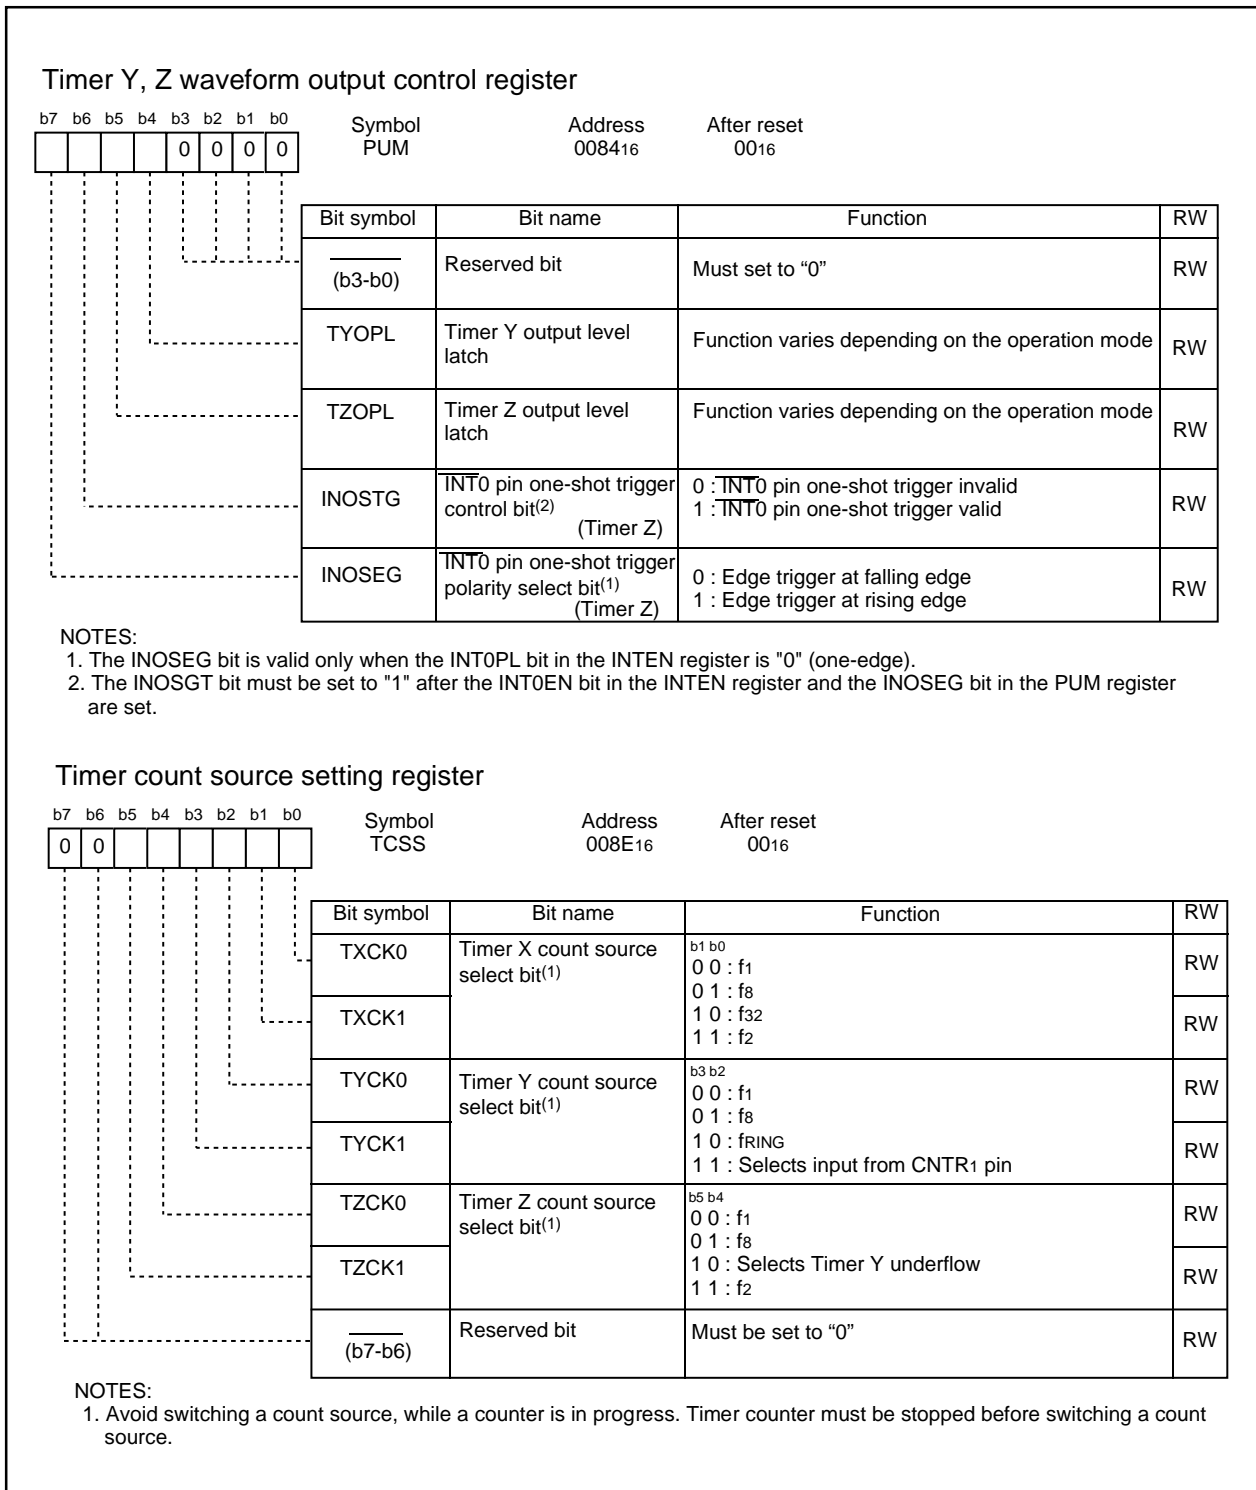 Timer Y, Z waveform output control register
b7 b6 b5 b4 b3 b2 b1 b0
0 0 0 0
Symbol Address After reset
PUM 008416 0016
Bit symbol Bit name Function RW
(b3-b0) Reserved bit Must set to “0” RW
TYOPL Timer Y output level
latch Function varies depending on the operation mode RW
TZOPL Timer Z output level
latch Function varies depending on the operation mode RW
INOSTG INT0 pin one-shot trigger
control bit(2)
(Timer Z)
0 : INT0 pin one-shot trigger invalid
1 : INT0 pin one-shot trigger valid
RW
INOSEG INT0 pin one-shot trigger
polarity select bit(1)
(Timer Z)
0 : Edge trigger at falling edge
1 : Edge trigger at rising edge
RW
NOTES:
1. The INOSEG bit is valid only when the INT0PL bit in the INTEN register is "0" (one-edge).
2. The INOSGT bit must be set to "1" after the INT0EN bit in the INTEN register and the INOSEG bit in the PUM register
are set.
Timer count source setting register
b7 b6 b5 b4 b3 b2 b1 b0
0 0
Symbol Address After reset
TCSS 008E16 0016
Bit symbol Bit name Function RW
TXCK0 Timer X count source
select bit(1)
b1 b0
0 0 : f1
0 1 : f8
1 0 : f32
1 1 : f2
RW
TXCK1 RW
TYCK0 Timer Y count source
select bit(1)
b3 b2
0 0 : f1
0 1 : f8
1 0 : fRING
1 1 : Selects input from CNTR1 pin
RW
TYCK1 RW
TZCK0 Timer Z count source
select bit(1)
b5 b4
0 0 : f1
0 1 : f8
1 0 : Selects Timer Y underflow
1 1 : f2
RW
TZCK1 RW
(b7-b6) Reserved bit Must be set to “0” RW
NOTES:
1. Avoid switching a count source, while a counter is in progress. Timer counter must be stopped before switching a count
source.